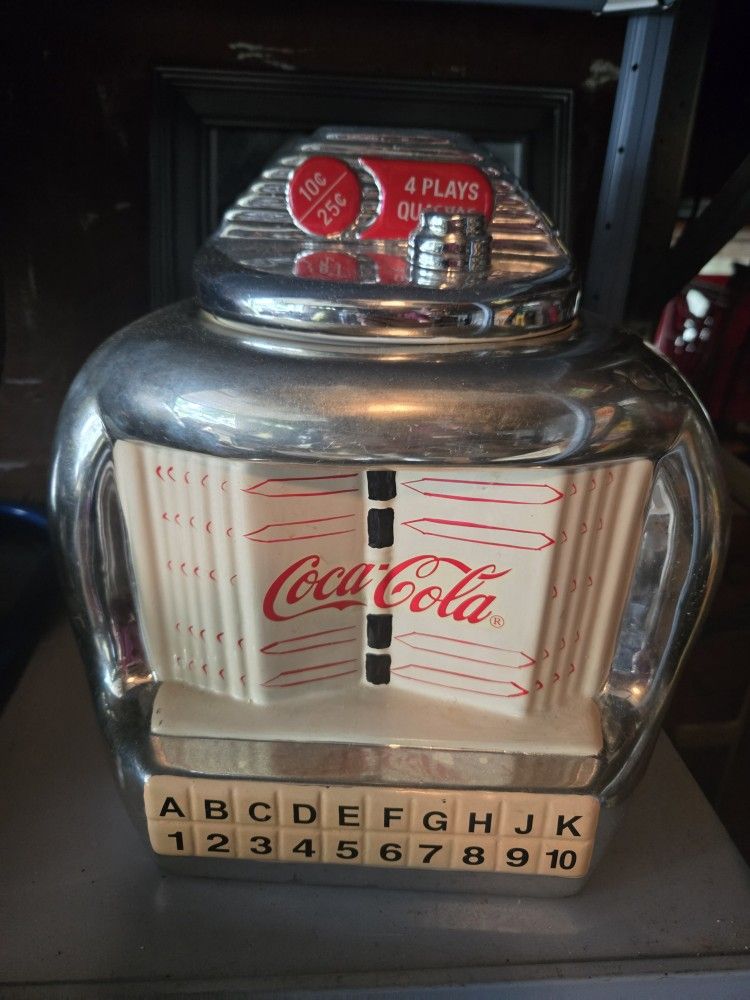 10¢
25¢
4 PLAYS
Coca-Cola®
A B C D E F G H J K
1 2 3 4 5 6 7 8 9 10